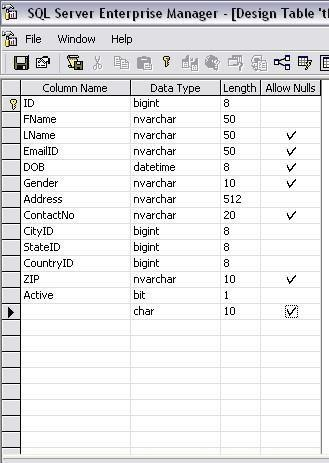 SQL Server Enterprise Manager - [Design Table 't
File Window Help
Column Name Data Type Length Allow Nulls
ID bigint 8
FName nvarchar 50
LName nvarchar 50
EmailID nvarchar 50
DOB datetime 8
Gender nvarchar 10
Address nvarchar 512
ContactNo nvarchar 20
CityID bigint 8
StateID bigint 8
CountryID bigint 8
ZIP nvarchar 10
Active bit 1
char 10